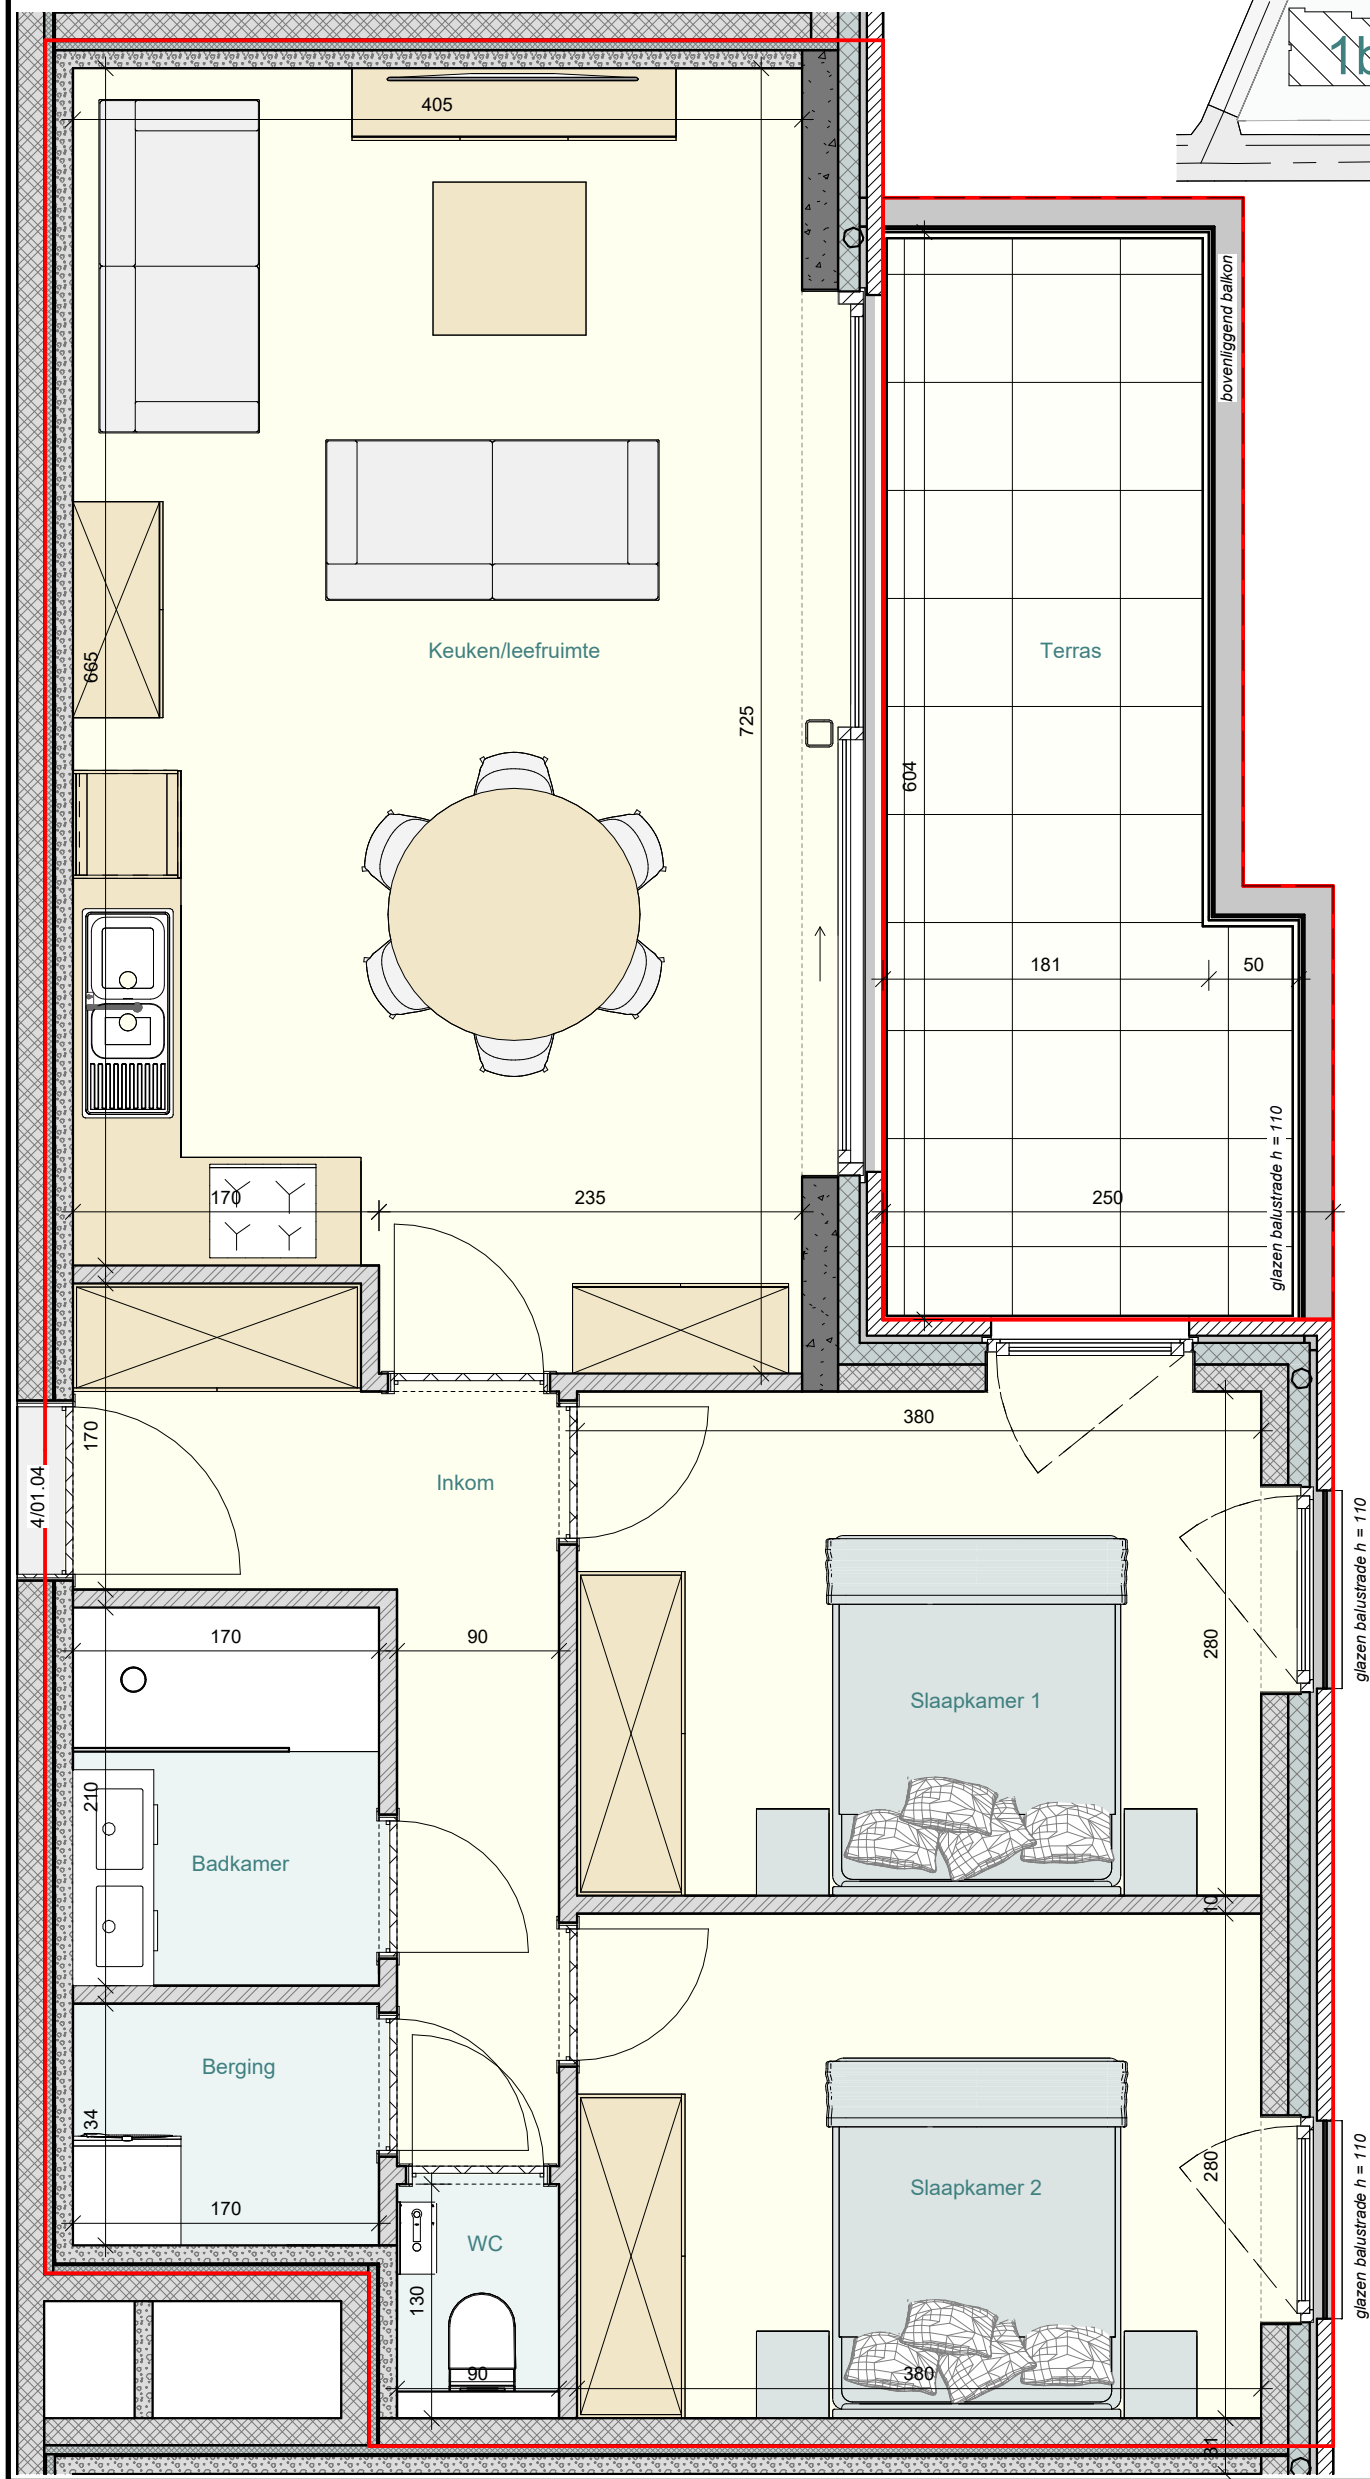 1b
405
bovenliggend balkon
Keuken/leefruimte
Terras
665
725
604
181
50
glazen balustrade h = 110
170
235
250
380
170
Inkom
4/01.04
glazen balustrade h = 110
170
90
280
Slaapkamer 1
210
Badkamer
10
Berging
134
280
Slaapkamer 2
glazen balustrade h = 110
170
WC
130
90
380
31